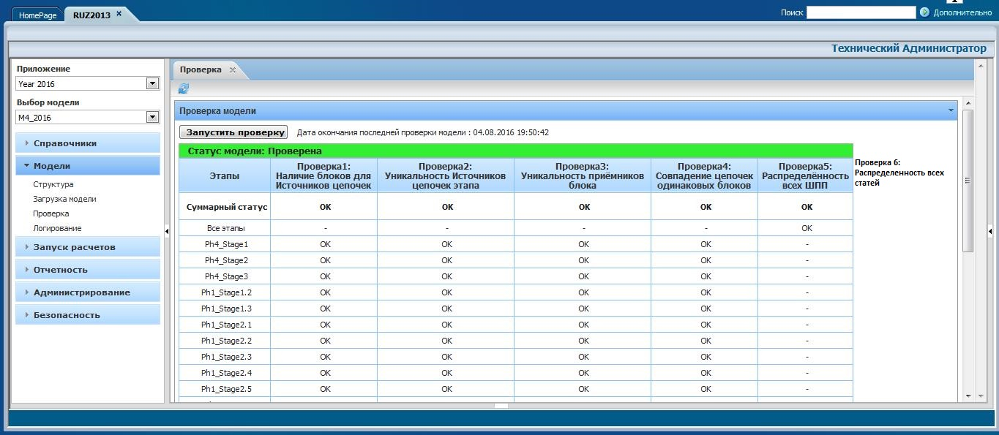 HomePage
RUZ2013
Поиск
Дополнительно
Технический Администратор
Приложение
Year 2016
Выбор модели
M4_2016
Справочники
Модели
Структура
Загрузка модели
Проверка
Логирование
Запуск расчетов
Отчетность
Администрирование
Безопасность
Проверка
Проверка модели
Запустить проверку Дата окончания последней проверки модели : 04.08.2016 19:50:42
Статус модели: Проверена
Этапы
Проверка1:
Наличие блоков для
Источников цепочек
Проверка2:
Уникальность Источников
цепочек этапа
Проверка3:
Уникальность приёмников
блока
Проверка4:
Совпадение цепочек
одинаковых блоков
Проверка5:
Распределённость
всех ШПП
Проверка 6:
Распределенность всех
статей
Суммарный статус OK OK OK OK OK
Все этапы - - - - OK
Ph4_Stage1 OK OK OK OK -
Ph4_Stage2 OK OK OK OK -
Ph4_Stage3 OK OK OK OK -
Ph1_Stage1.2 OK OK OK OK -
Ph1_Stage1.3 OK OK OK OK -
Ph1_Stage2.1 OK OK OK OK -
Ph1_Stage2.2 OK OK OK OK -
Ph1_Stage2.3 OK OK OK OK -
Ph1_Stage2.4 OK OK OK OK -
Ph1_Stage2.5 OK OK OK OK -